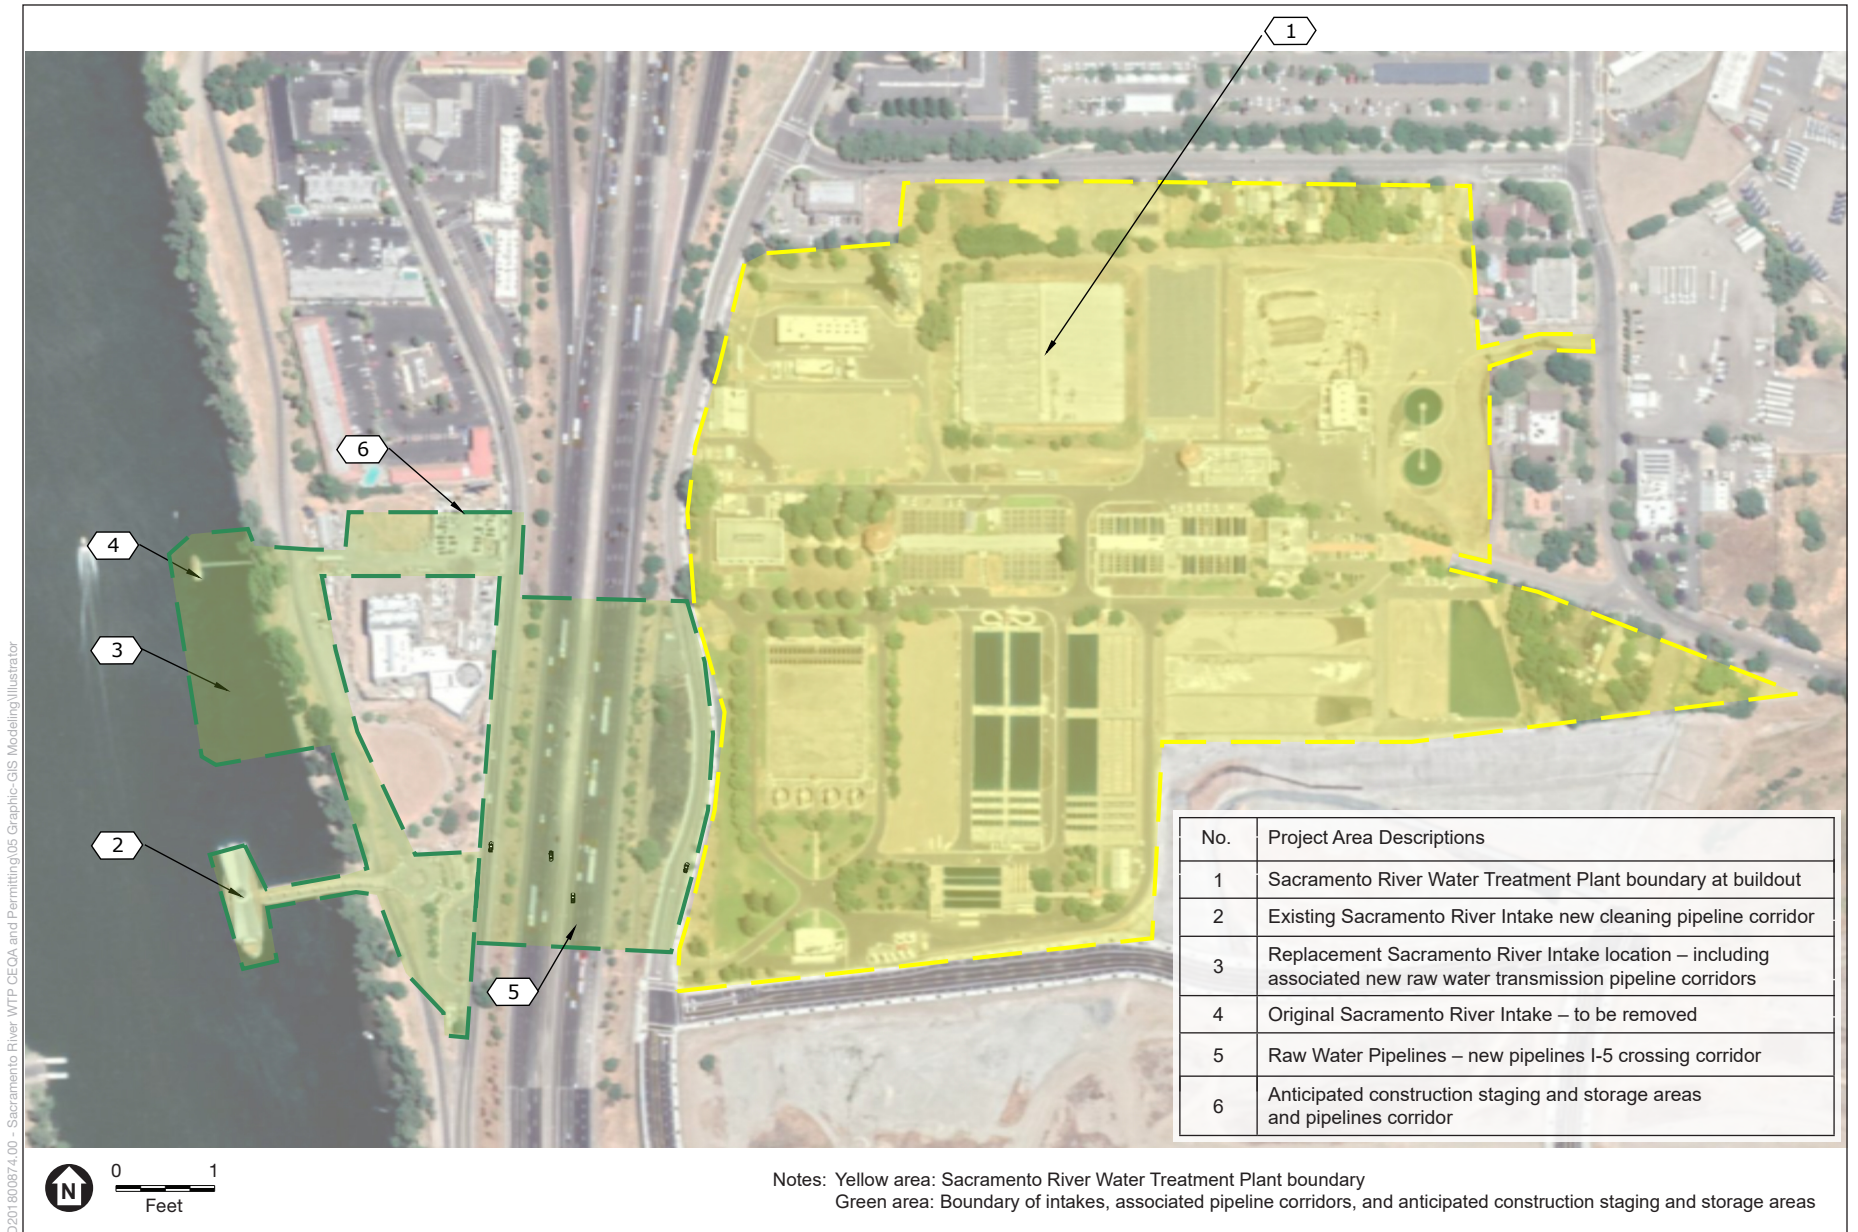 1
6
4
3
2
5
No. Project Area Descriptions
1 Sacramento River Water Treatment Plant boundary at buildout
2 Existing Sacramento River Intake new cleaning pipeline corridor
3 Replacement Sacramento River Intake location – including
associated new raw water transmission pipeline corridors
4 Original Sacramento River Intake – to be removed
5 Raw Water Pipelines – new pipelines I-5 crossing corridor
6 Anticipated construction staging and storage areas
and pipelines corridor
N
0 1
Feet
Notes: Yellow area: Sacramento River Water Treatment Plant boundary
Green area: Boundary of intakes, associated pipeline corridors, and anticipated construction staging and storage areas
D201800874.00 - Sacramento River WTP CEQA and Permitting\05 Graphic-GIS Modeling\Illustrator